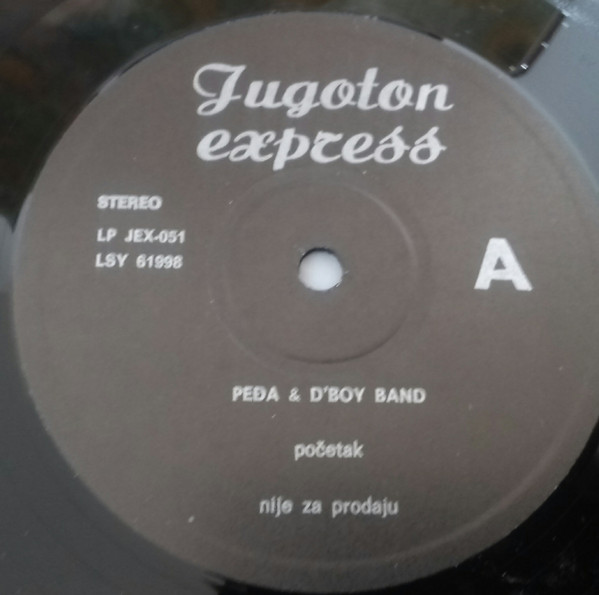 Jugoton
express
STEREO
LP JEX-051
LSY 61998
A
PEĐA & D'BOY BAND
početak
nije za prodaju